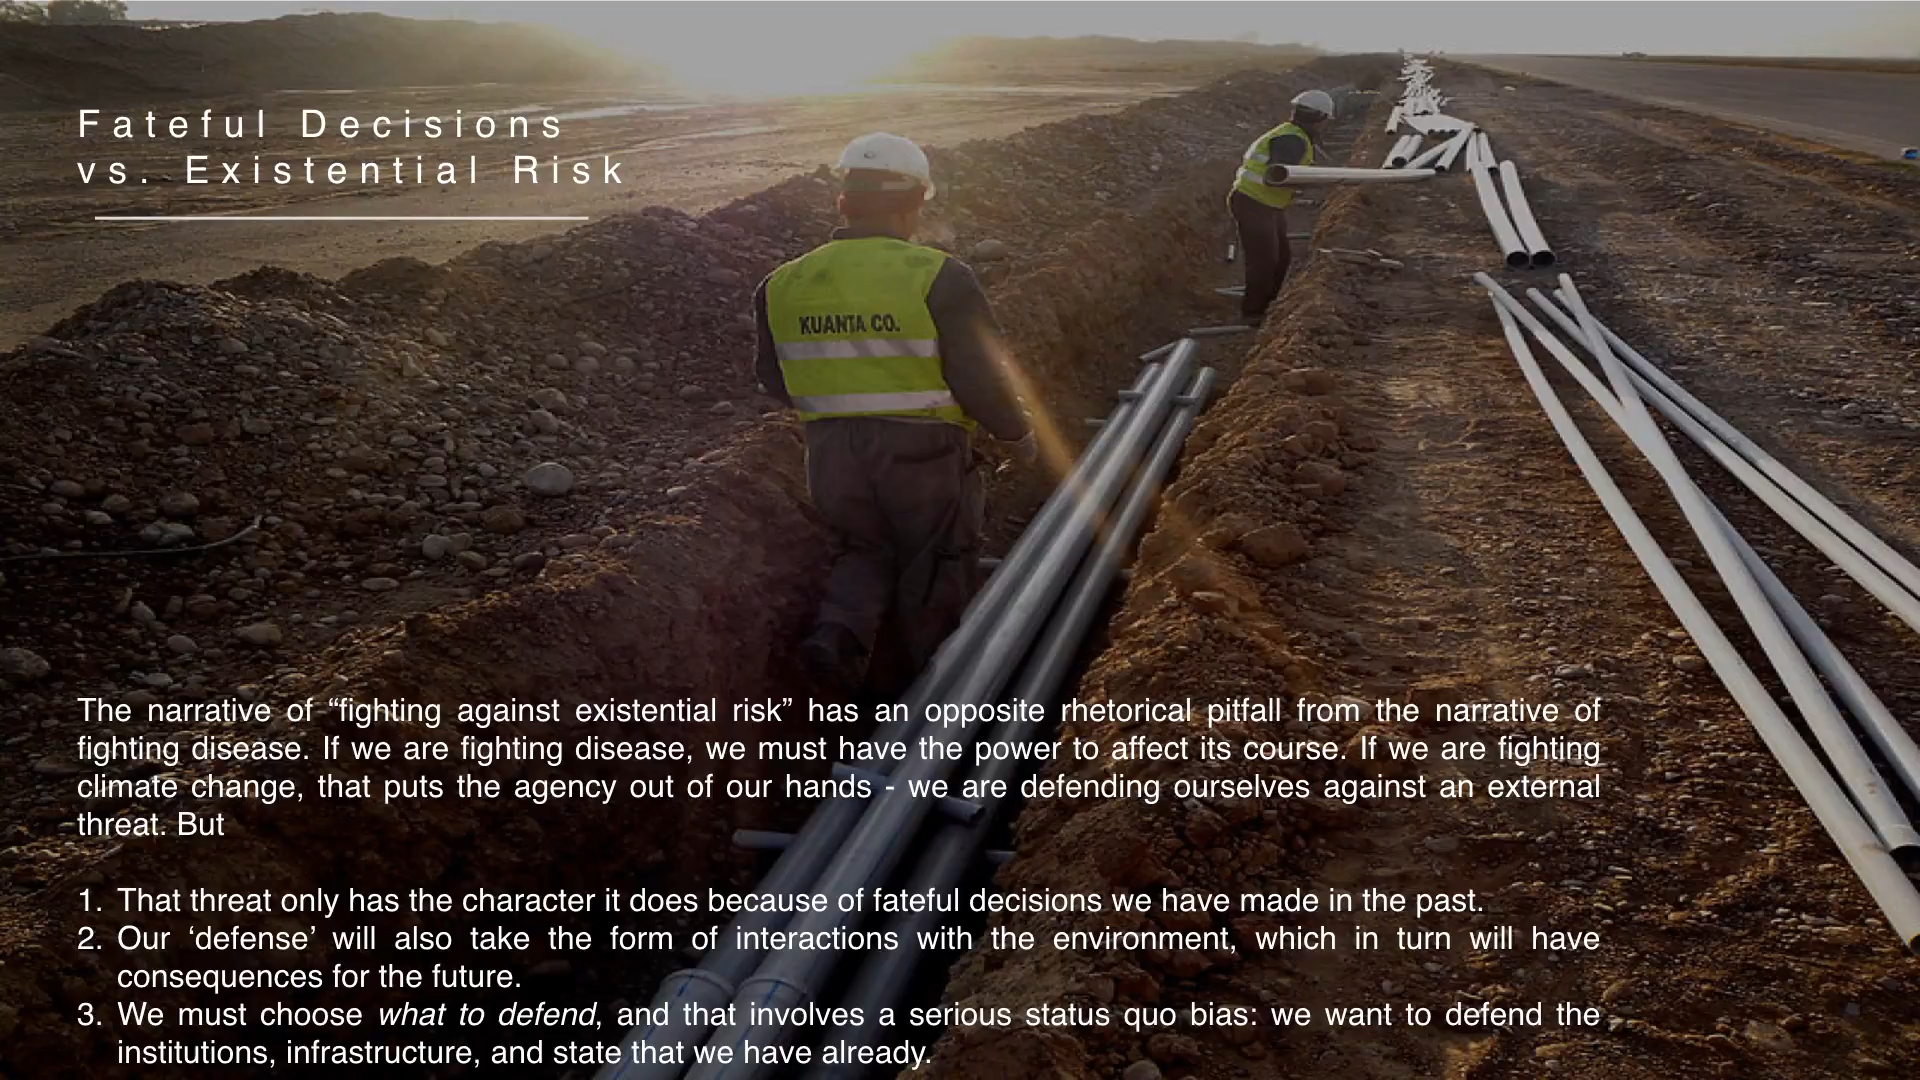 Fateful Decisions
vs. Existential Risk
KUANTA CO.
The narrative of “fighting against existential risk” has an opposite rhetorical pitfall from the narrative of
fighting disease. If we are fighting disease, we must have the power to affect its course. If we are fighting
climate change, that puts the agency out of our hands - we are defending ourselves against an external
threat. But
1. That threat only has the character it does because of fateful decisions we have made in the past.
2. Our ‘defense’ will also take the form of interactions with the environment, which in turn will have
consequences for the future.
3. We must choose what to defend, and that involves a serious status quo bias: we want to defend the
institutions, infrastructure, and state that we have already.